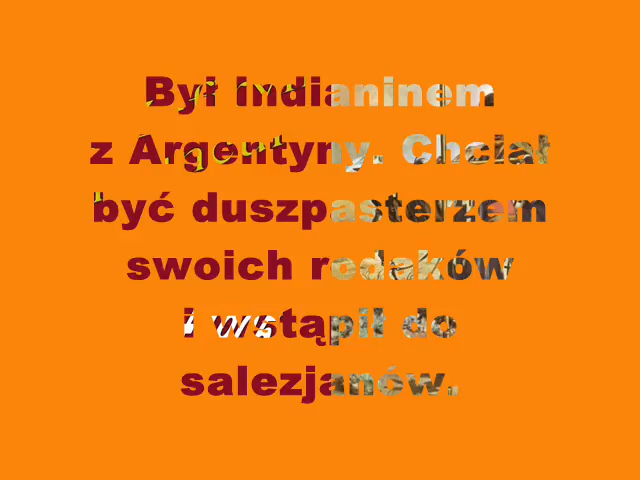 Był Indianinem
z Argentyny. Chciał
być duszpasterzem
swoich rodaków
i wstąpił do
salezjanów.